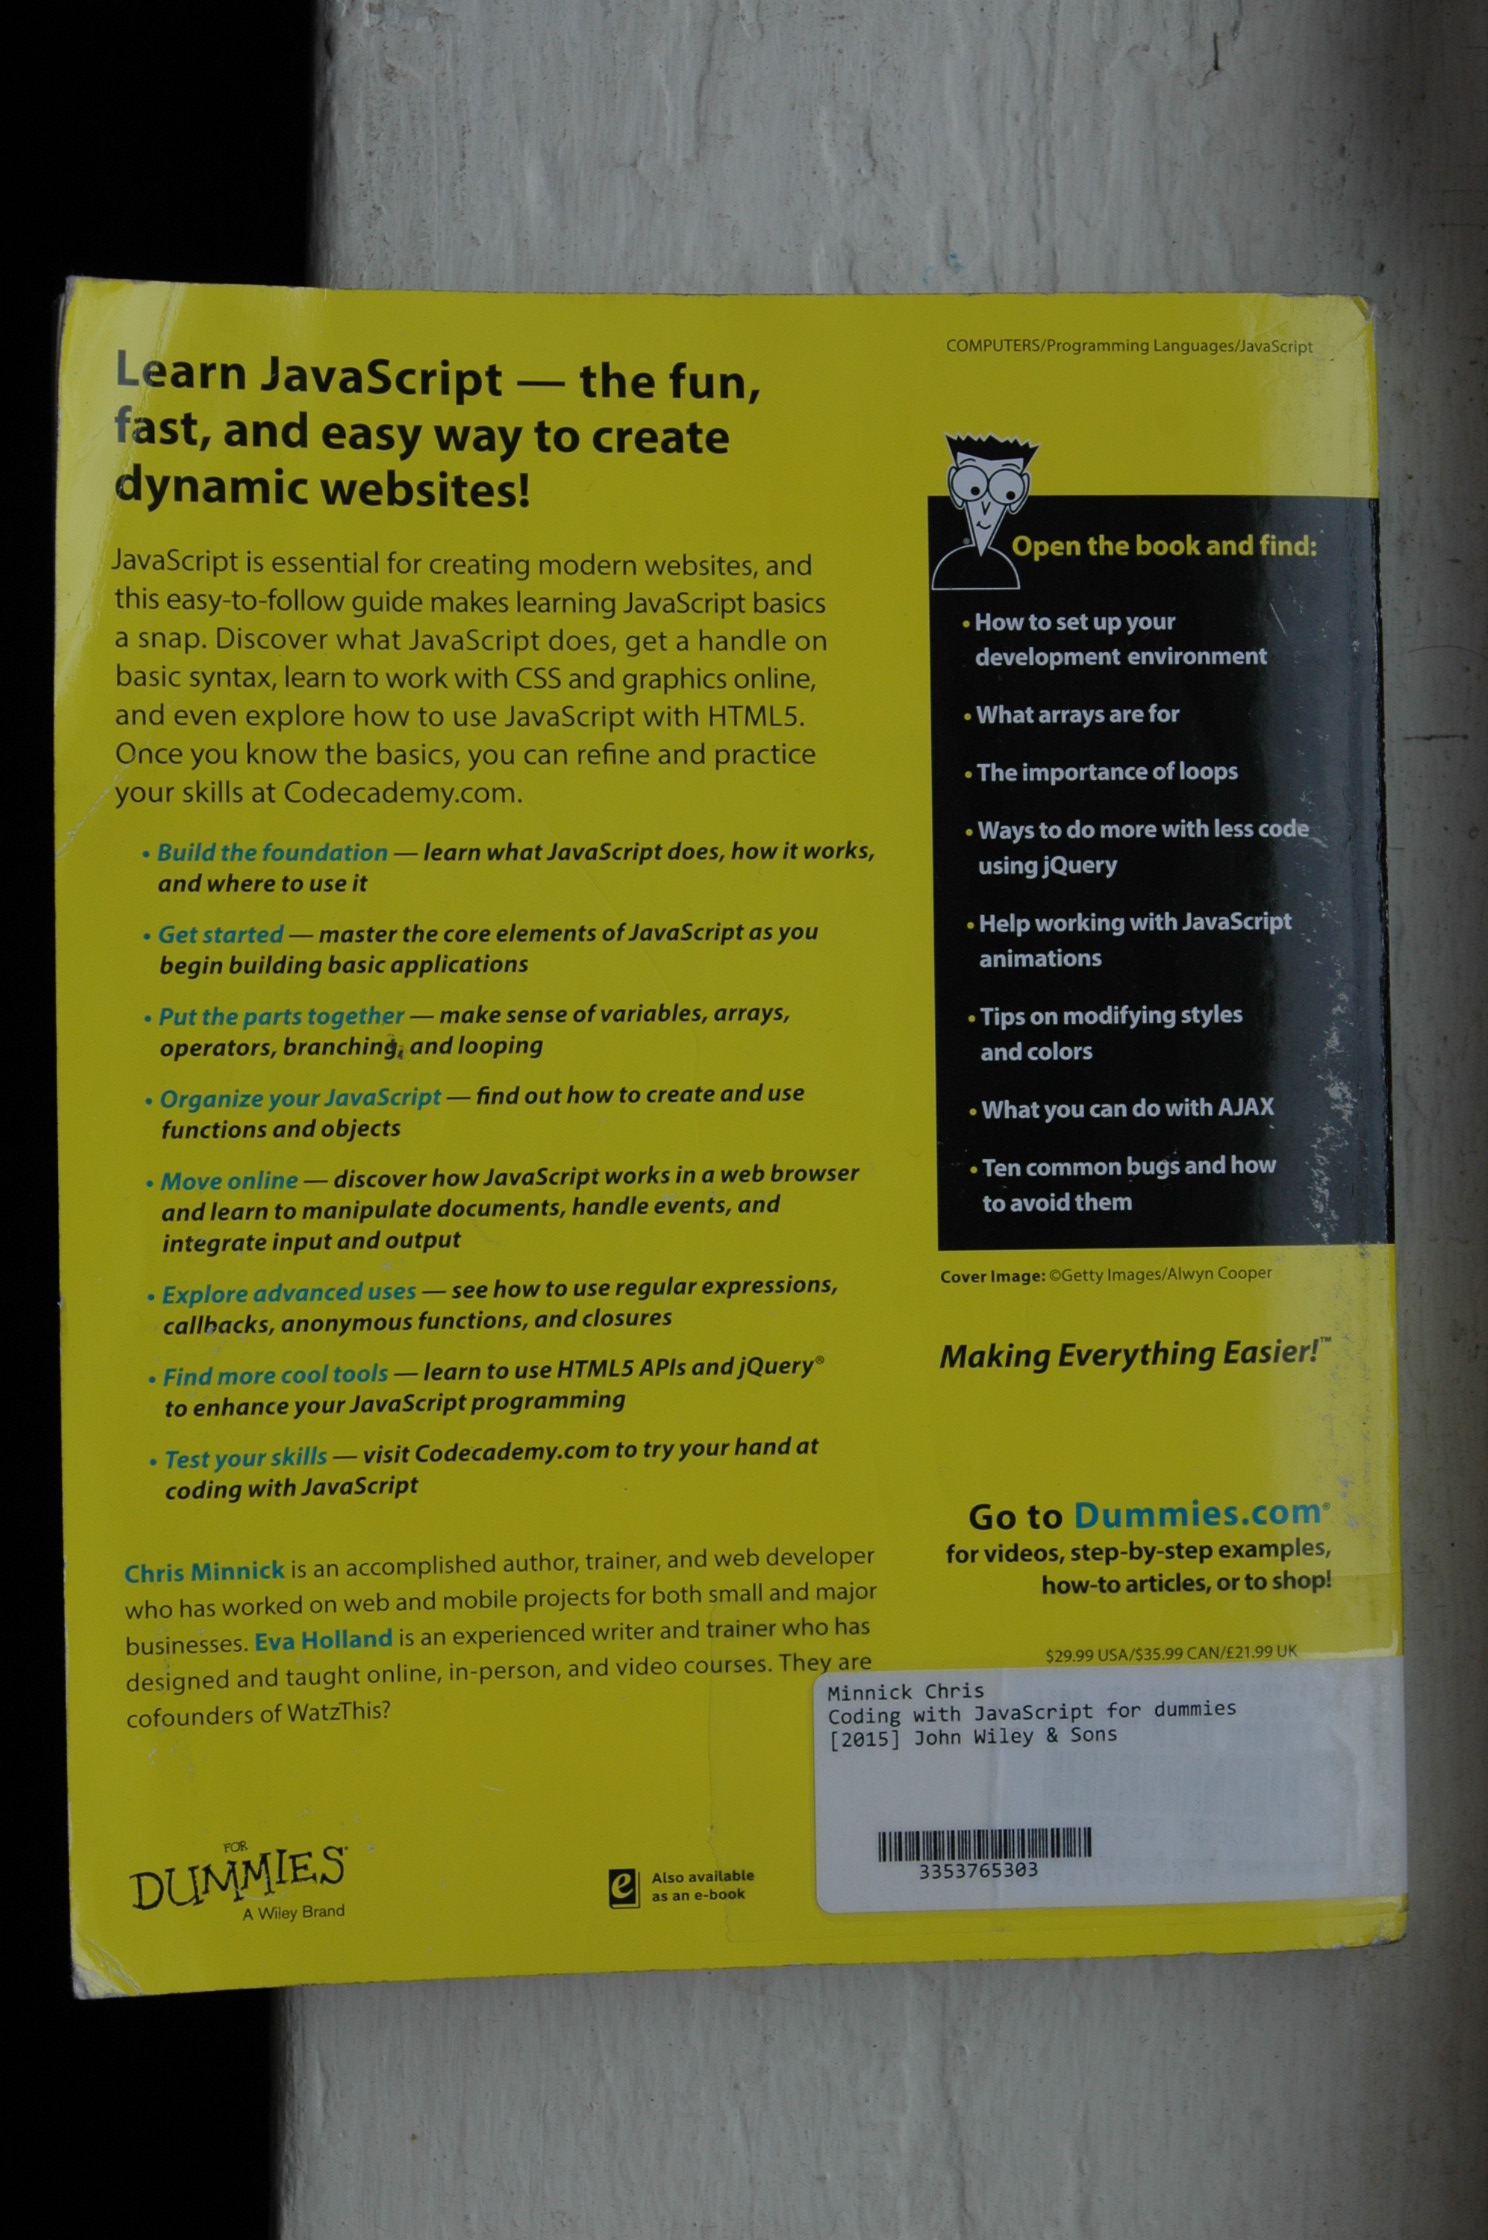 Learn JavaScript — the fun,
fast, and easy way to create
dynamic websites!
JavaScript is essential for creating modern websites, and
this easy-to-follow guide makes learning JavaScript basics
a snap. Discover what JavaScript does, get a handle on
basic syntax, learn to work with CSS and graphics online,
and even explore how to use JavaScript with HTML5.
Once you know the basics, you can refine and practice
your skills at Codecademy.com.
• Build the foundation — learn what JavaScript does, how it works,
and where to use it
• Get started — master the core elements of JavaScript as you
begin building basic applications
• Put the parts together — make sense of variables, arrays,
operators, branching, and looping
• Organize your JavaScript — find out how to create and use
functions and objects
• Move online — discover how JavaScript works in a web browser
and learn to manipulate documents, handle events, and
integrate input and output
• Explore advanced uses — see how to use regular expressions,
callbacks, anonymous functions, and closures
• Find more cool tools — learn to use HTML5 APIs and jQuery®
to enhance your JavaScript programming
• Test your skills — visit Codecademy.com to try your hand at
coding with JavaScript
Chris Minnick is an accomplished author, trainer, and web developer
who has worked on web and mobile projects for both small and major
businesses. Eva Holland is an experienced writer and trainer who has
designed and taught online, in-person, and video courses. They are
cofounders of WatzThis?
FOR
DUMMIES®
A Wiley Brand
e
Also available
as an e-book
COMPUTERS/Programming Languages/JavaScript
Open the book and find:
• How to set up your
development environment
• What arrays are for
• The importance of loops
• Ways to do more with less code
using jQuery
• Help working with JavaScript
animations
• Tips on modifying styles
and colors
• What you can do with AJAX
• Ten common bugs and how
to avoid them
Cover Image: ©Getty Images/Alwyn Cooper
Making Everything Easier!™
Go to Dummies.com®
for videos, step-by-step examples,
how-to articles, or to shop!
$29.99 USA/$35.99 CAN/£21.99 UK
Minnick Chris
Coding with JavaScript for dummies
[2015] John Wiley & Sons
3353765303